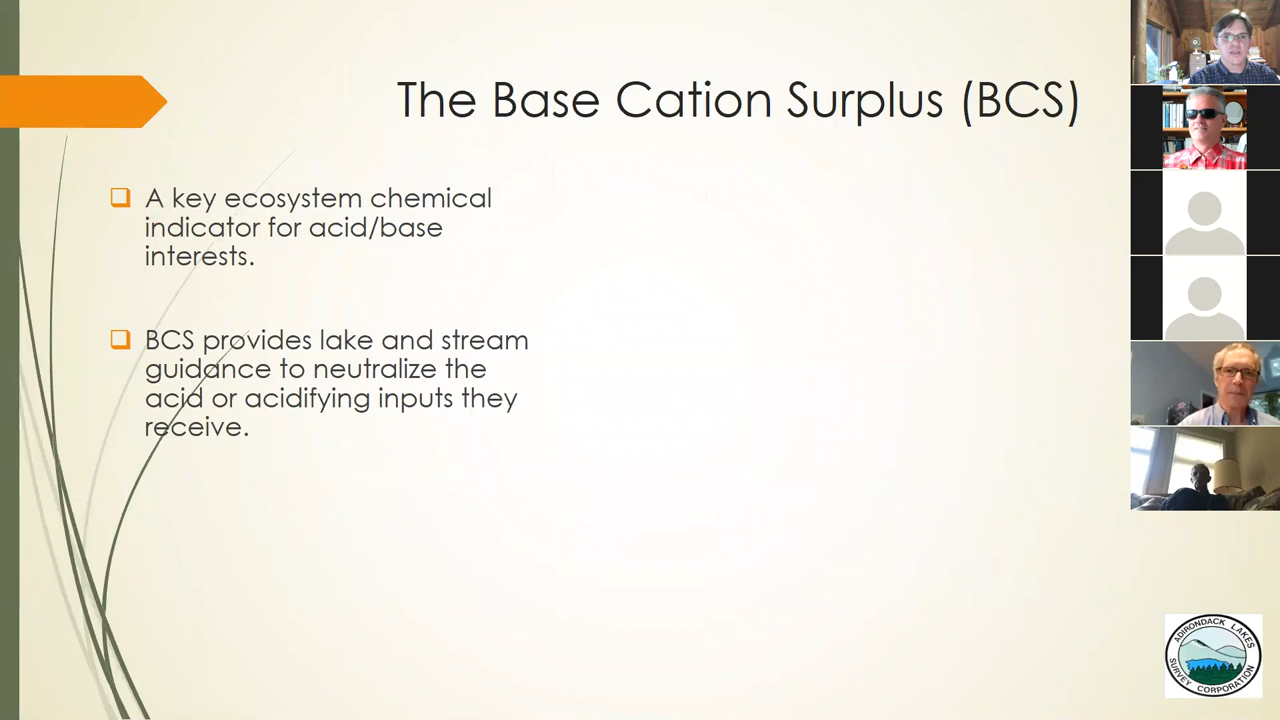 The Base Cation Surplus (BCS)
A key ecosystem chemical
indicator for acid/base
interests.
BCS provides lake and stream
guidance to neutralize the
acid or acidifying inputs they
receive.
ADIRONDACK LAKES
SURVEY CORPORATION